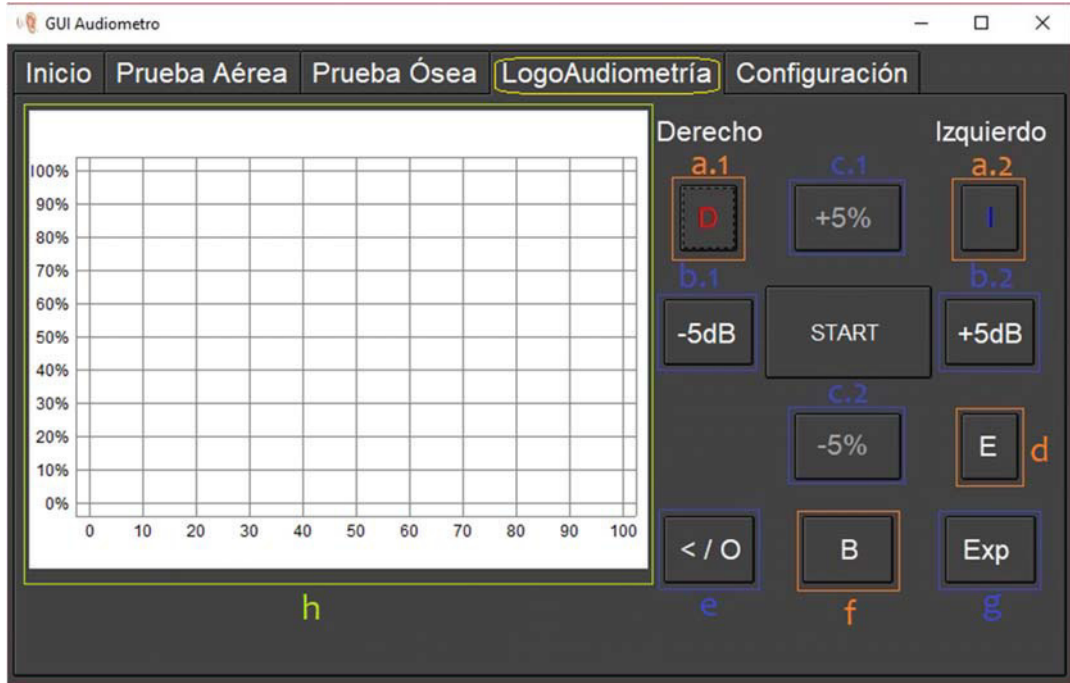 GUI Audiometro
Inicio Prueba Aérea Prueba Ósea LogoAudiometría Configuración
Derecho Izquierdo
a.1 c.1 a.2
D +5% I
b.1 b.2
-5dB START +5dB
c.2
-5% E d
< / O B Exp
e f g
100%
90%
80%
70%
60%
50%
40%
30%
20%
10%
0%
0 10 20 30 40 50 60 70 80 90 100
h